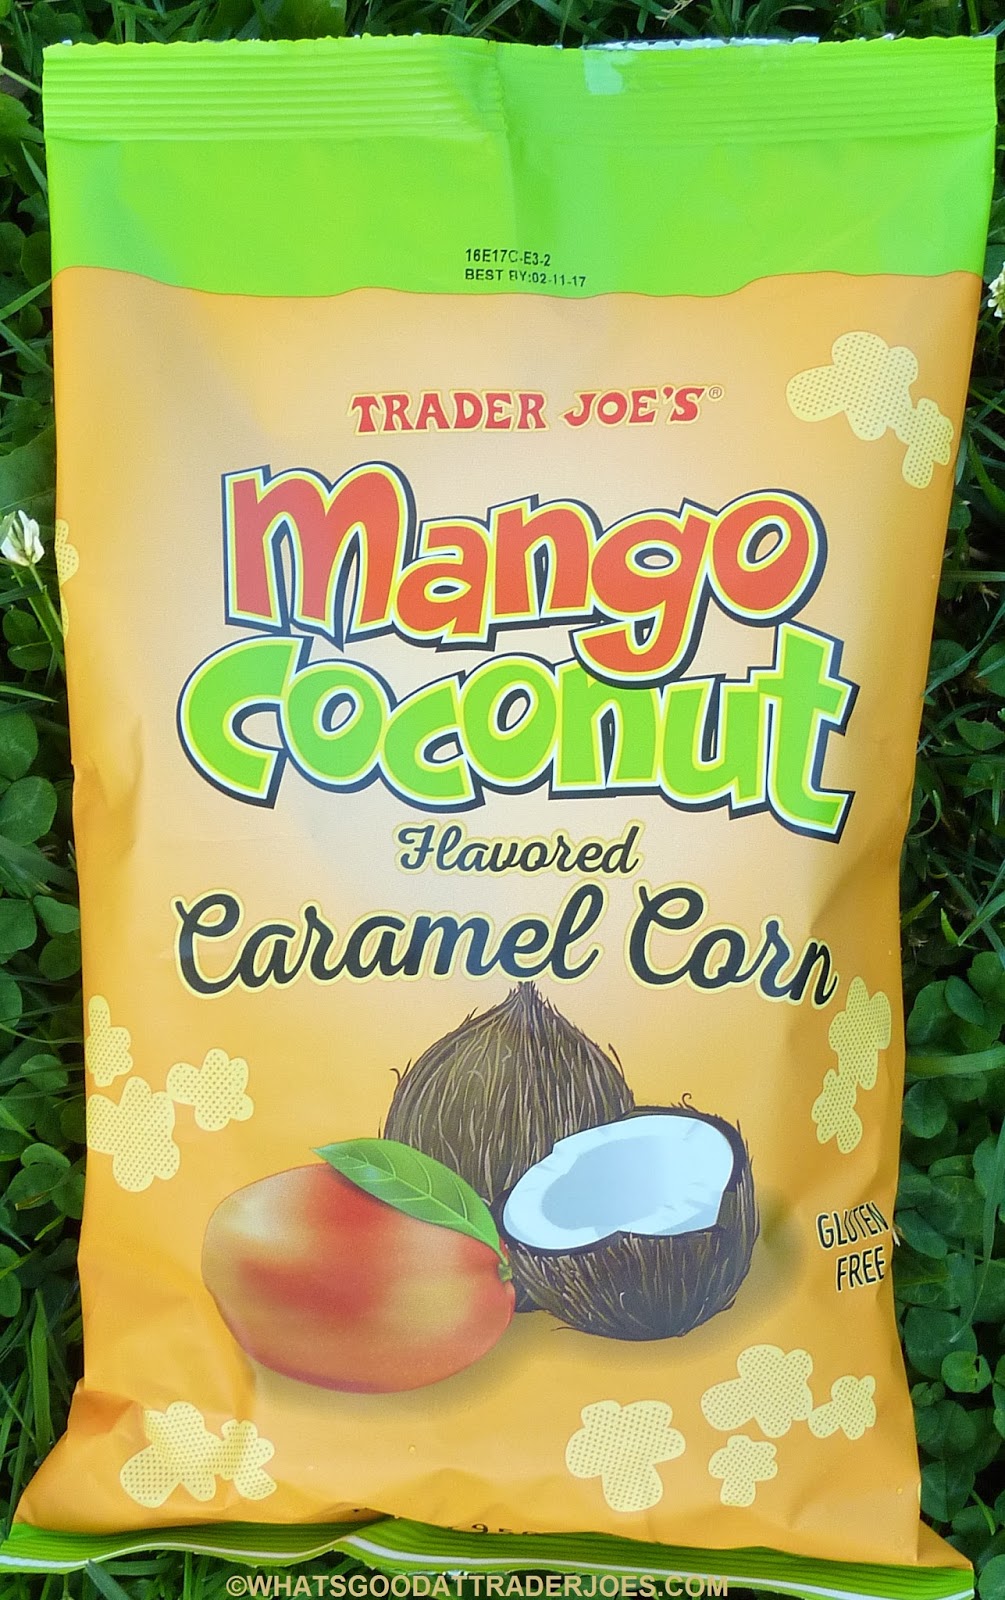 16E17C-E3-2
BEST BY:02-11-17
TRADER JOE'S®
Mango
Coconut
Flavored
Caramel Corn
GLUTEN
FREE
©WHATSGOODATTRADERJOES.COM